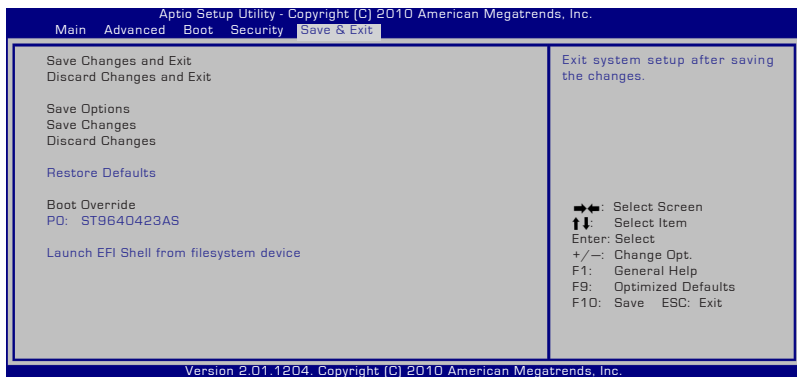 Aptio Setup Utility - Copyright (C) 2010 American Megatrends, Inc.
Main Advanced Boot Security Save & Exit
Save Changes and Exit
Discard Changes and Exit
Save Options
Save Changes
Discard Changes
Restore Defaults
Boot Override
P0: ST9640423AS
Launch EFI Shell from filesystem device
Exit system setup after saving
the changes.
→←: Select Screen
↑↓: Select Item
Enter: Select
+/—: Change Opt.
F1: General Help
F9: Optimized Defaults
F10: Save ESC: Exit
Version 2.01.1204. Copyright (C) 2010 American Megatrends, Inc.